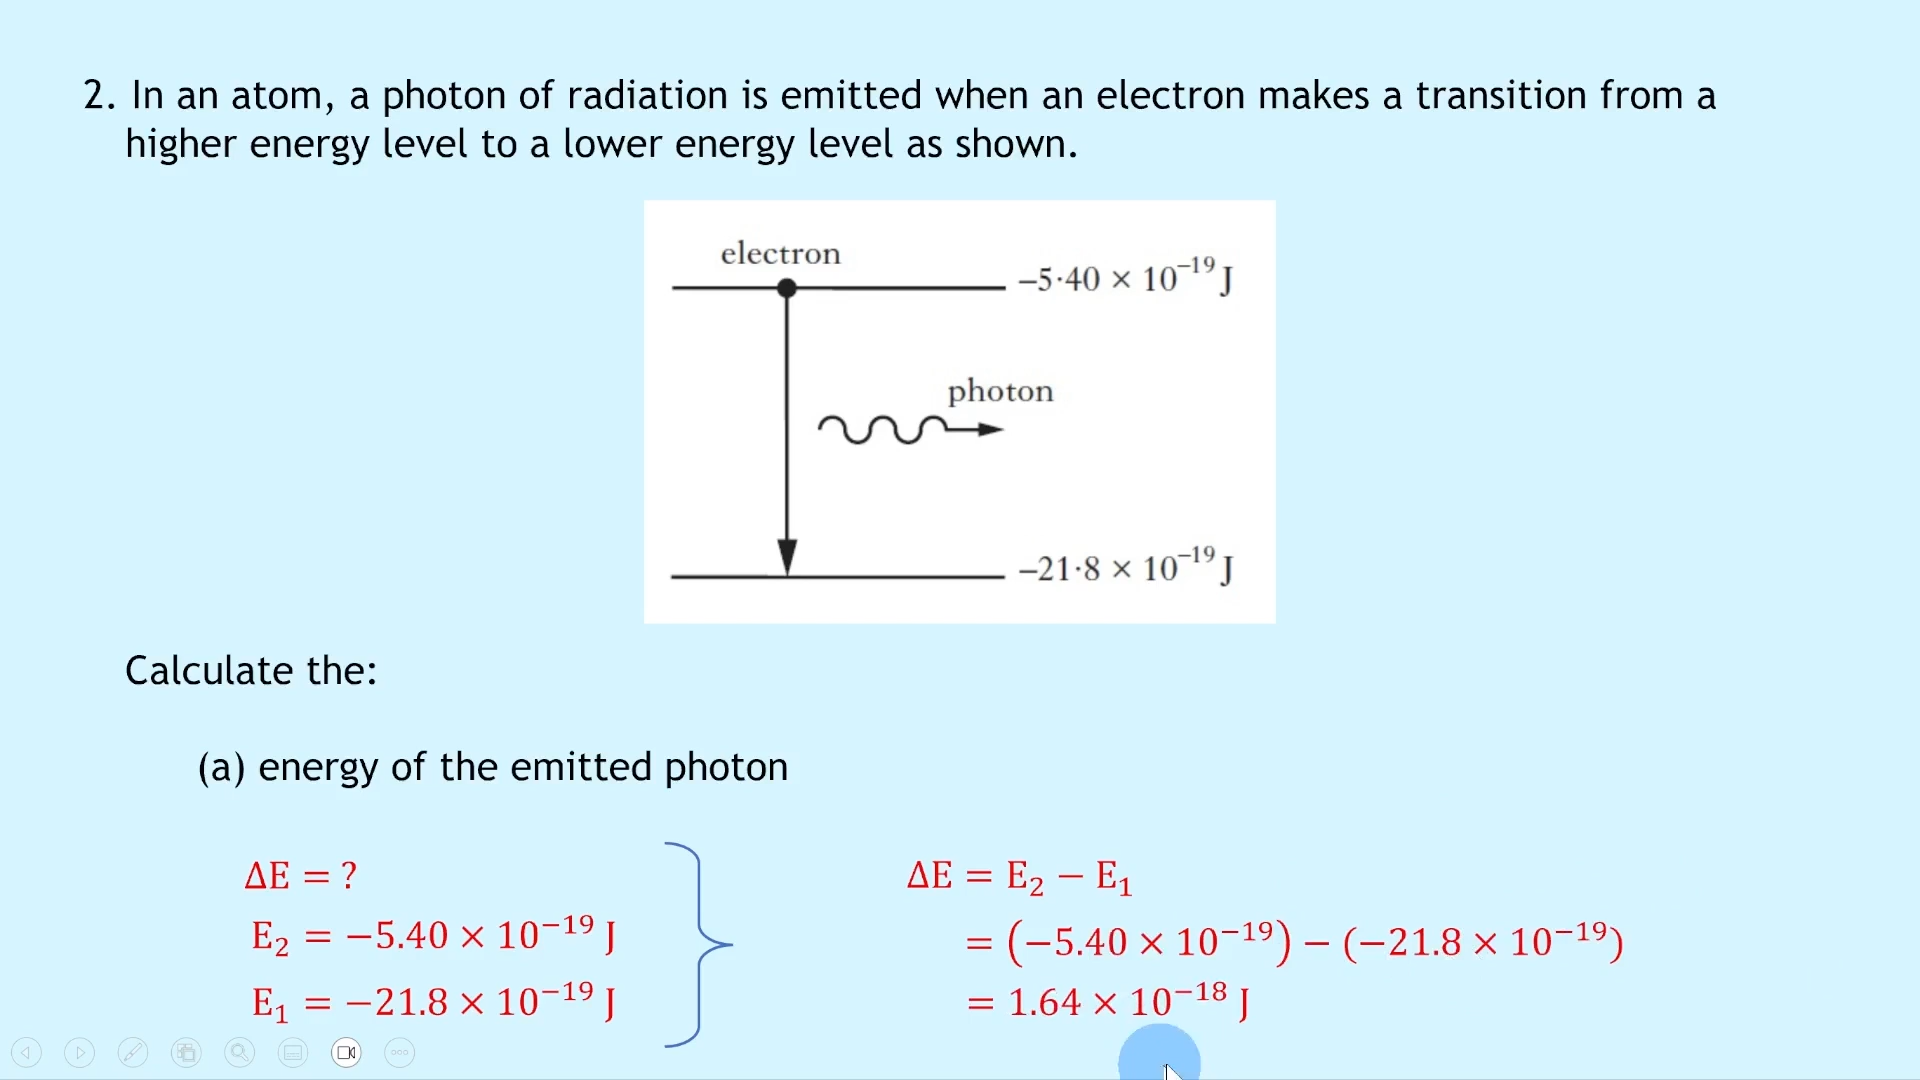 2. In an atom, a photon of radiation is emitted when an electron makes a transition from a
higher energy level to a lower energy level as shown.
electron
–5·40 × 10⁻¹⁹ J
photon
–21·8 × 10⁻¹⁹ J
Calculate the:
(a) energy of the emitted photon
ΔE = ?
E₂ = −5.40 × 10⁻¹⁹ J
E₁ = −21.8 × 10⁻¹⁹ J
ΔE = E₂ − E₁
= (−5.40 × 10⁻¹⁹) − (−21.8 × 10⁻¹⁹)
= 1.64 × 10⁻¹⁸ J